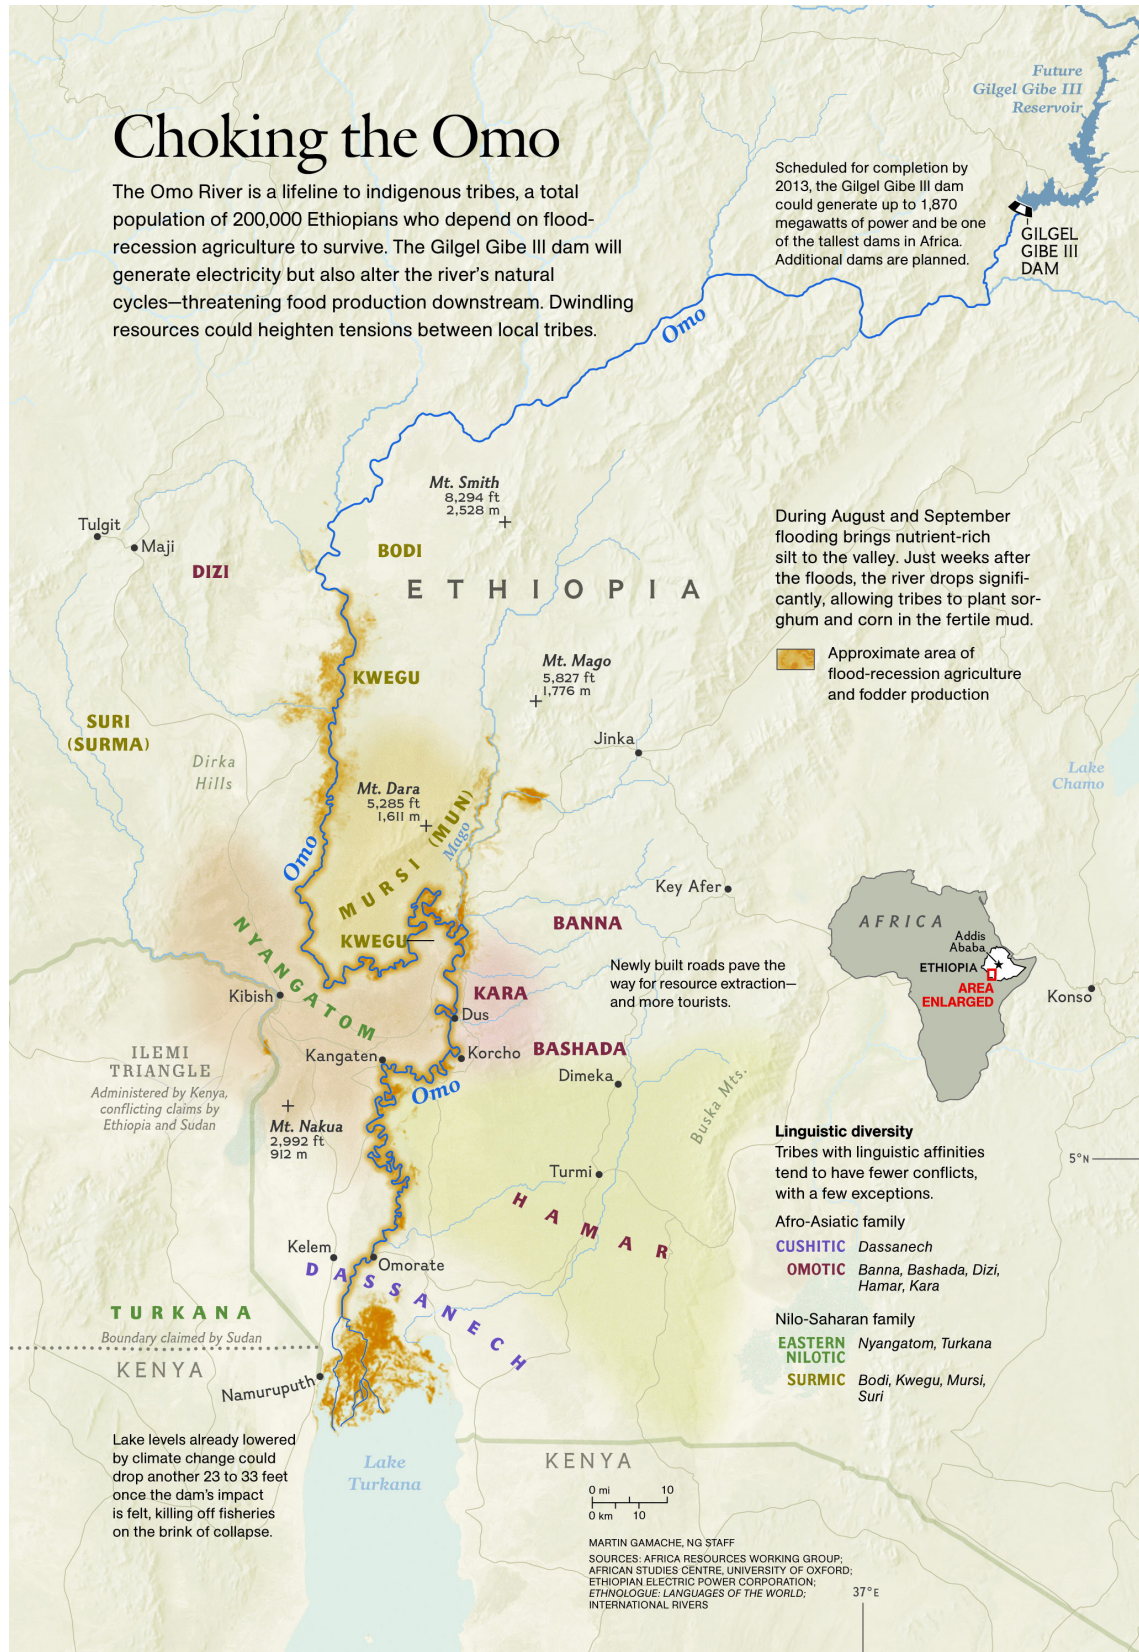 Future
Gilgel Gibe III
Reservoir
Choking the Omo
The Omo River is a lifeline to indigenous tribes, a total
population of 200,000 Ethiopians who depend on flood-
recession agriculture to survive. The Gilgel Gibe III dam will
generate electricity but also alter the river's natural
cycles—threatening food production downstream. Dwindling
resources could heighten tensions between local tribes.
Scheduled for completion by
2013, the Gilgel Gibe III dam
could generate up to 1,870
megawatts of power and be one
of the tallest dams in Africa.
Additional dams are planned.
GILGEL
GIBE III
DAM
Omo
Mt. Smith
8,294 ft
2,528 m
Tulgit
Maji
DIZI
BODI
ETHIOPIA
During August and September
flooding brings nutrient-rich
silt to the valley. Just weeks after
the floods, the river drops signifi-
cantly, allowing tribes to plant sor-
ghum and corn in the fertile mud.
Approximate area of
flood-recession agriculture
and fodder production
Mt. Mago
5,827 ft
1,776 m
KWEGU
SURI
(SURMA)
Dirka
Hills
Jinka
Lake
Chamo
Mt. Dara
5,285 ft
1,611 m
MURSI (MUN)
Mago
Omo
Key Afer
BANNA
KWEGU
NYANGATOM
AFRICA
Addis
Ababa
ETHIOPIA
AREA
ENLARGED
Newly built roads pave the
way for resource extraction—
and more tourists.
Kibish
KARA
Dus
Konso
ILEMI
TRIANGLE
Administered by Kenya,
conflicting claims by
Ethiopia and Sudan
Kangaten
Korcho
BASHADA
Dimeka
Omo
Buska Mts.
Mt. Nakua
2,992 ft
912 m
Linguistic diversity
Tribes with linguistic affinities
tend to have fewer conflicts,
with a few exceptions.
5°N
Turmi
HAMAR
Afro-Asiatic family
CUSHITIC Dassanech
OMOTIC Banna, Bashada, Dizi,
Hamar, Kara
Nilo-Saharan family
EASTERN Nyangatom, Turkana
NILOTIC
SURMIC Bodi, Kwegu, Mursi,
Suri
Kelem
Omorate
DASSANECH
TURKANA
Boundary claimed by Sudan
KENYA
Namuruputh
Lake levels already lowered
by climate change could
drop another 23 to 33 feet
once the dam's impact
is felt, killing off fisheries
on the brink of collapse.
Lake
Turkana
KENYA
0 mi 10
0 km 10
MARTIN GAMACHE, NG STAFF
SOURCES: AFRICA RESOURCES WORKING GROUP;
AFRICAN STUDIES CENTRE, UNIVERSITY OF OXFORD;
ETHIOPIAN ELECTRIC POWER CORPORATION;
ETHNOLOGUE: LANGUAGES OF THE WORLD;
INTERNATIONAL RIVERS
37°E